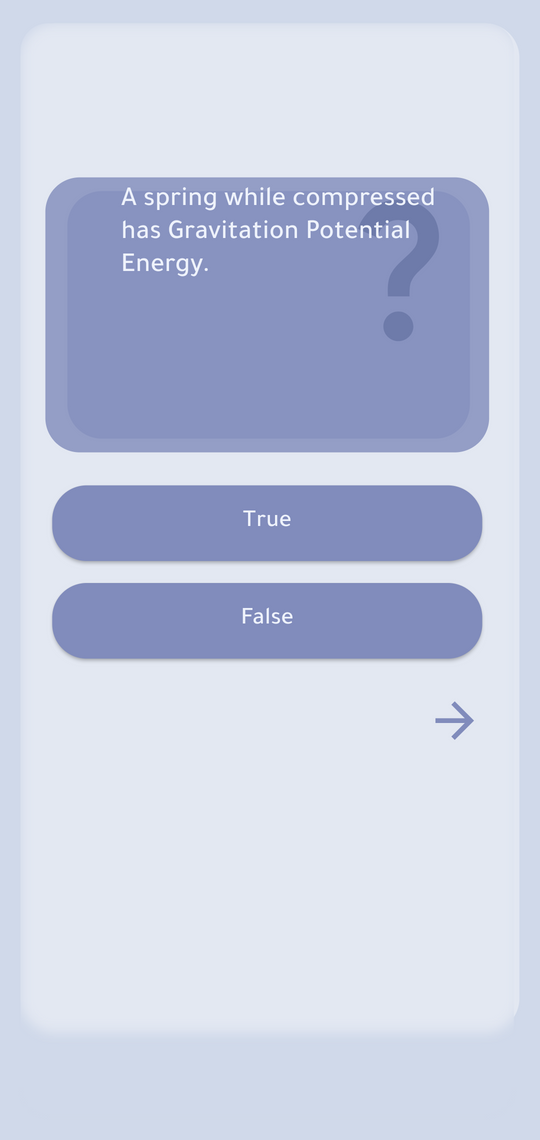 A spring while compressed
has Gravitation Potential
Energy.
?
True
False